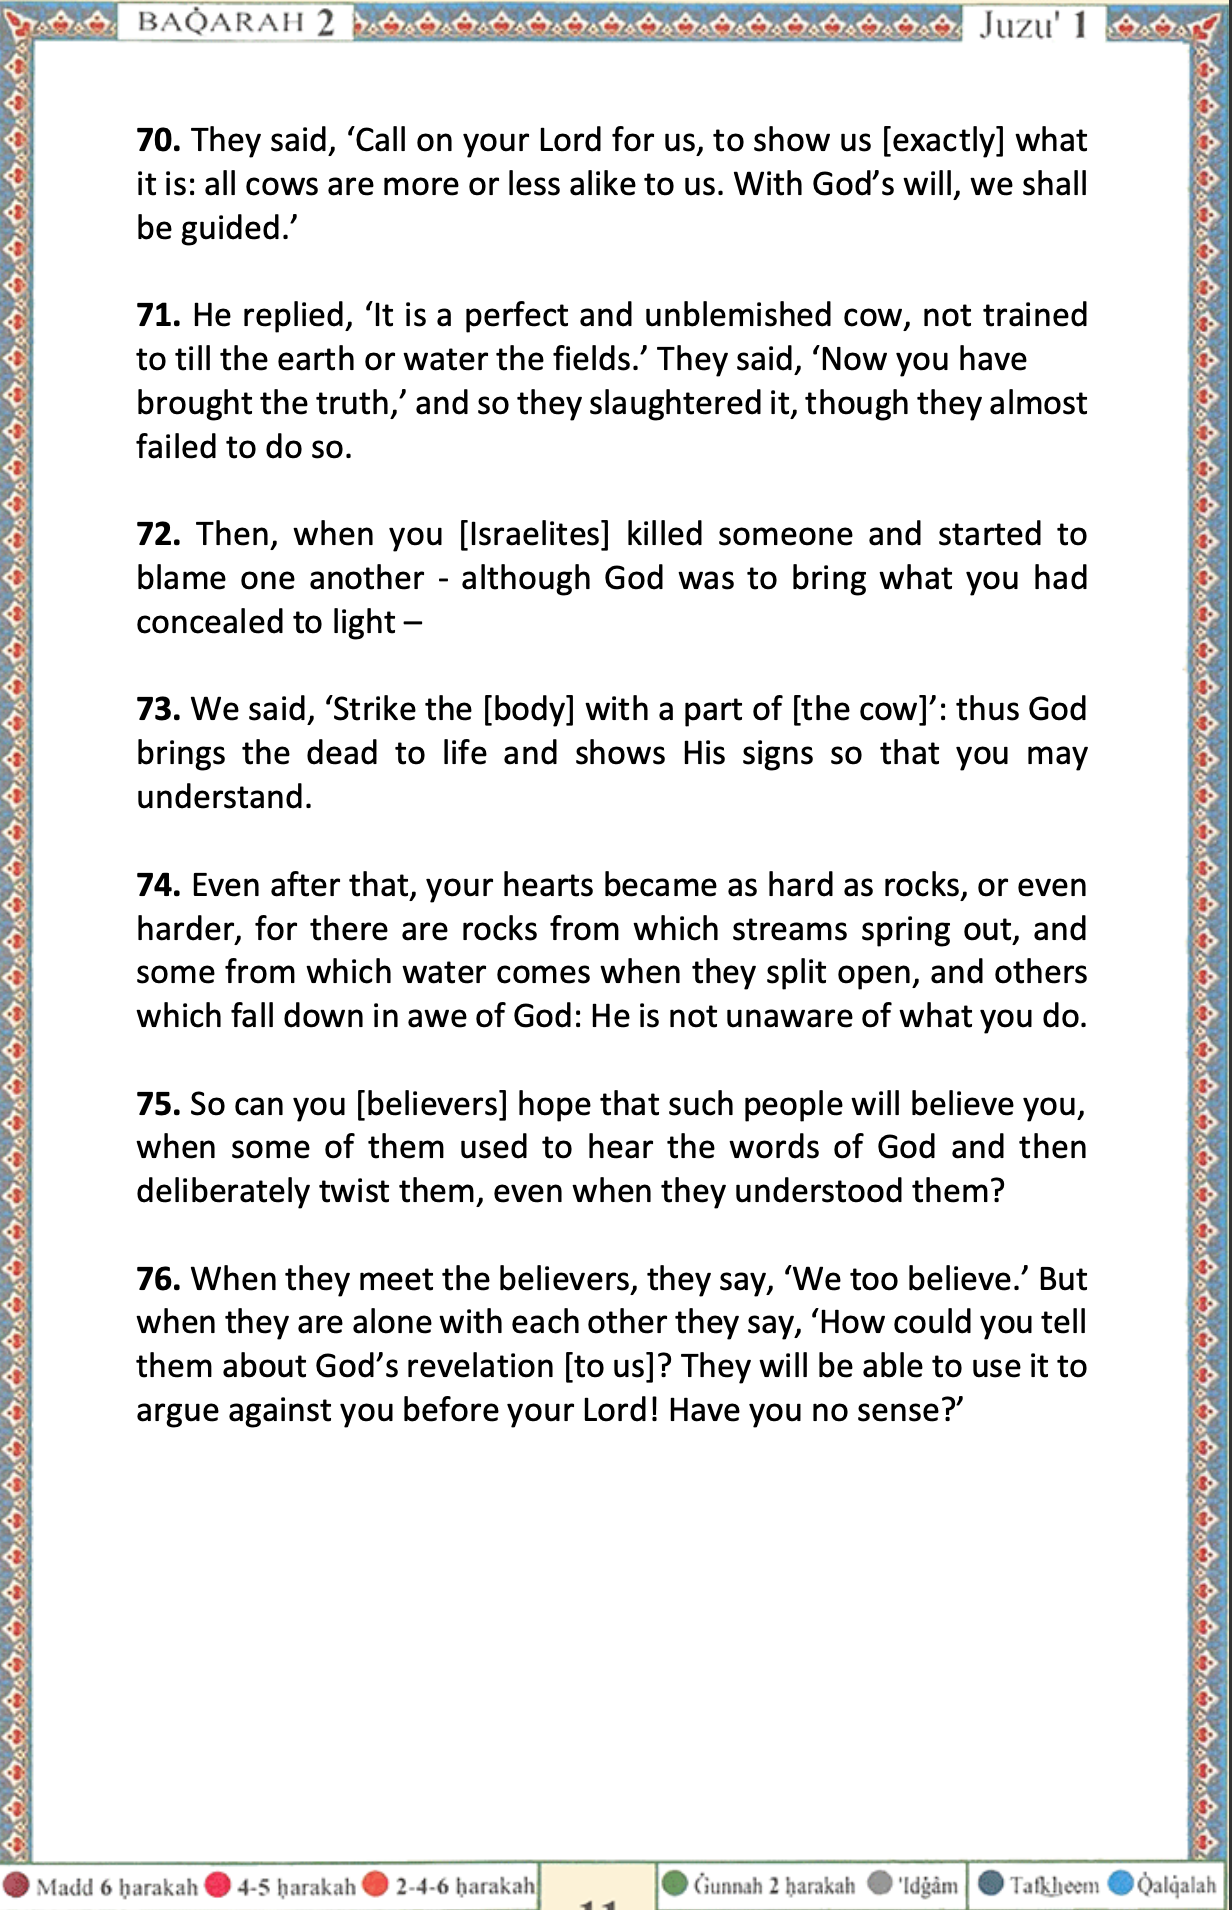 BAQ̇ARAH 2
Juzu' 1
70. They said, ‘Call on your Lord for us, to show us [exactly] what
it is: all cows are more or less alike to us. With God’s will, we shall
be guided.’
71. He replied, ‘It is a perfect and unblemished cow, not trained
to till the earth or water the fields.’ They said, ‘Now you have
brought the truth,’ and so they slaughtered it, though they almost
failed to do so.
72. Then, when you [Israelites] killed someone and started to
blame one another - although God was to bring what you had
concealed to light –
73. We said, ‘Strike the [body] with a part of [the cow]’: thus God
brings the dead to life and shows His signs so that you may
understand.
74. Even after that, your hearts became as hard as rocks, or even
harder, for there are rocks from which streams spring out, and
some from which water comes when they split open, and others
which fall down in awe of God: He is not unaware of what you do.
75. So can you [believers] hope that such people will believe you,
when some of them used to hear the words of God and then
deliberately twist them, even when they understood them?
76. When they meet the believers, they say, ‘We too believe.’ But
when they are alone with each other they say, ‘How could you tell
them about God’s revelation [to us]? They will be able to use it to
argue against you before your Lord! Have you no sense?’
Madd 6 ḥarakah 4-5 ḥarakah 2-4-6 ḥarakah
11
Ġunnah 2 ḥarakah 'Idġâm Tafkheem Q̇alq̇alah